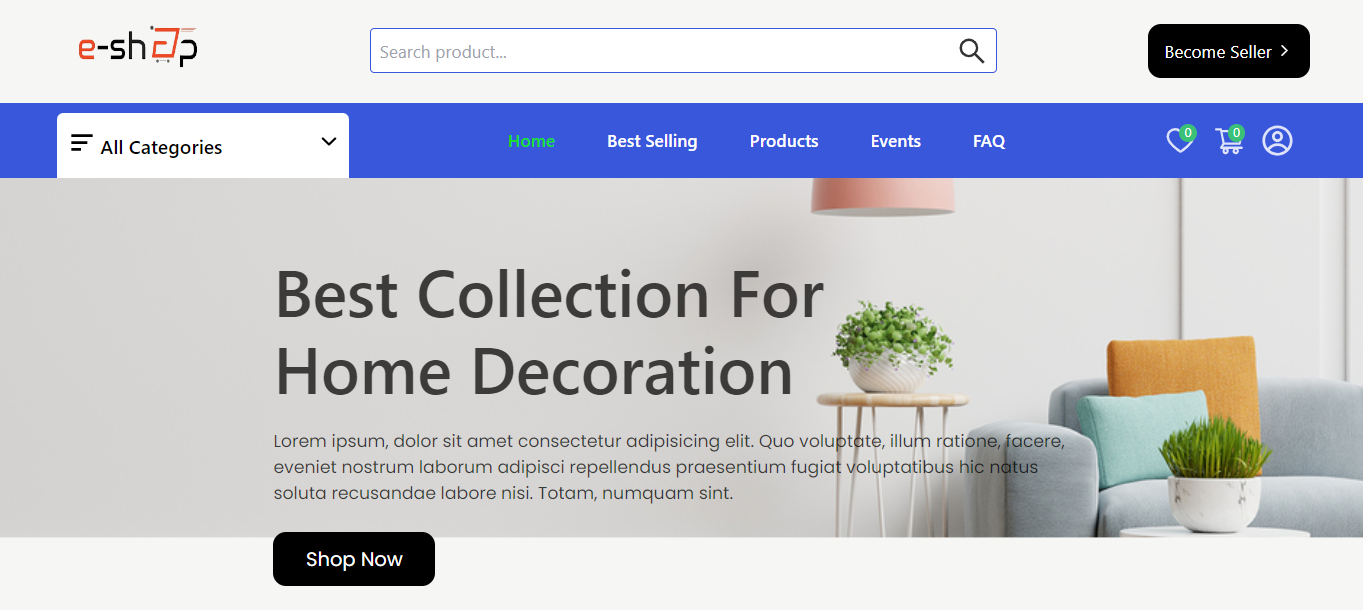 e-shop
Search product...
Become Seller
All Categories
Home Best Selling Products Events FAQ
0 0
Best Collection For
Home Decoration
Lorem ipsum, dolor sit amet consectetur adipisicing elit. Quo voluptate, illum ratione, facere,
eveniet nostrum laborum adipisci repellendus praesentium fugiat voluptatibus hic natus
soluta recusandae labore nisi. Totam, numquam sint.
Shop Now